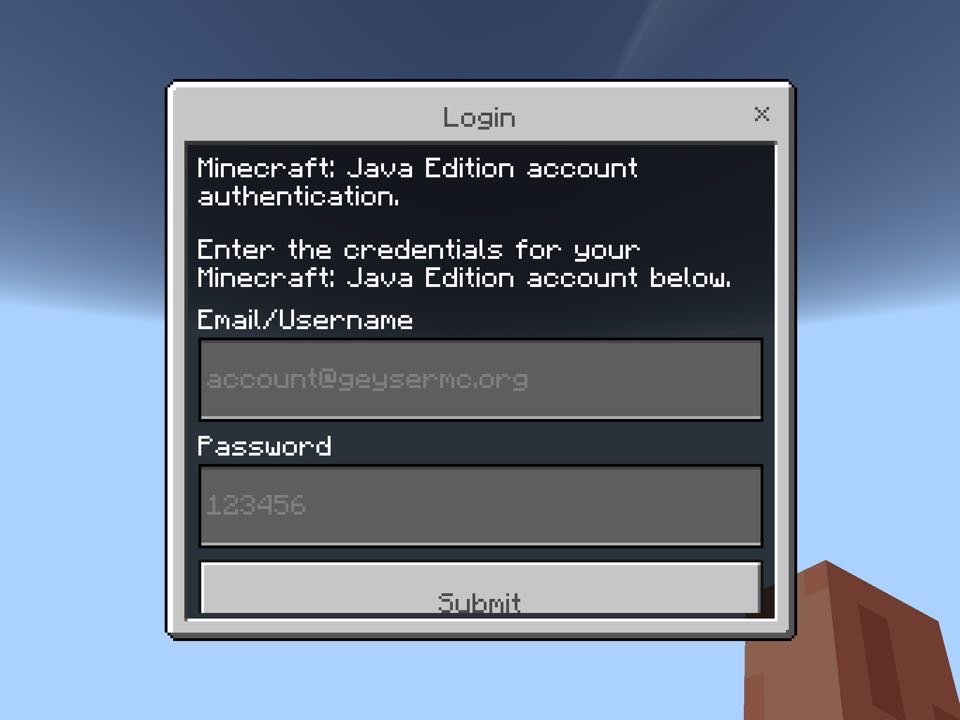 Login
x
Minecraft: Java Edition account
authentication.
Enter the credentials for your
Minecraft: Java Edition account below.
Email/Username
account@geysermc.org
Password
123456
Submit